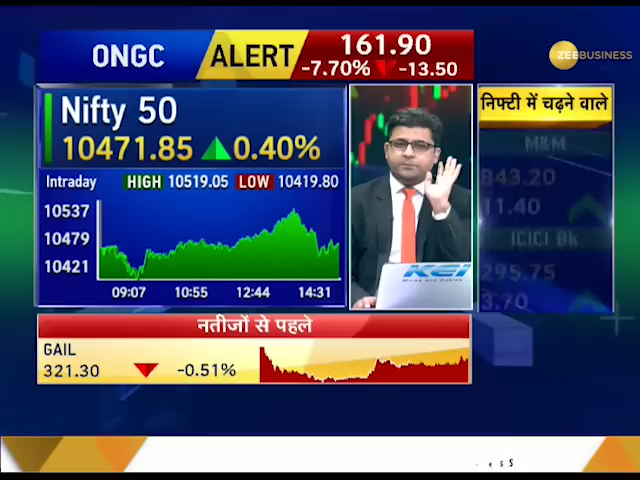 ONGC
ALERT
161.90
-7.70% -13.50
ZEE BUSINESS
Nifty 50
10471.85 0.40%
Intraday HIGH 10519.05 LOW 10419.80
10537
10479
10421
09:07 10:55 12:44 14:31
KEI
निफ्टी में चढ़ने वाले
M&M
843.20
11.40
ICICI Bk
295.75
3.70
नतीजों से पहले
GAIL
321.30 -0.51%